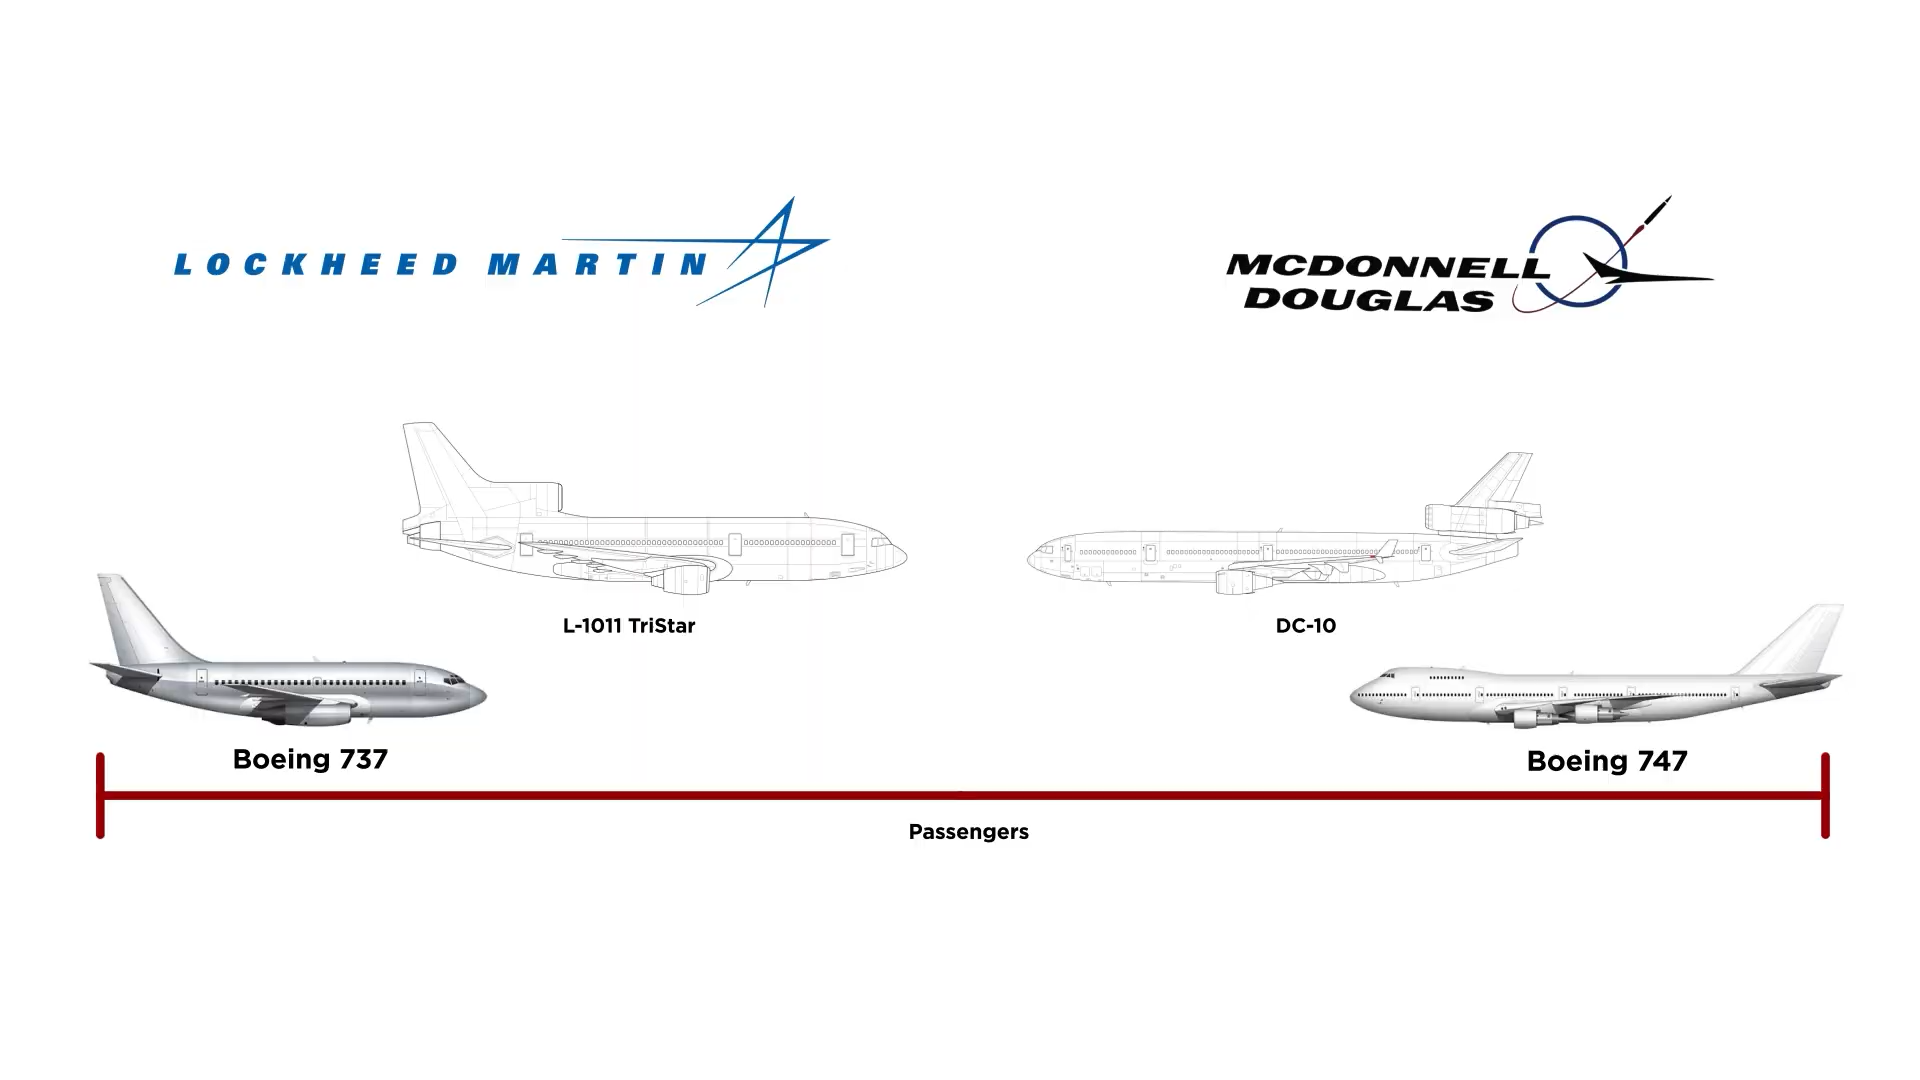 LOCKHEED MARTIN
MCDONNELL
DOUGLAS
L-1011 TriStar
DC-10
Boeing 737
Boeing 747
Passengers